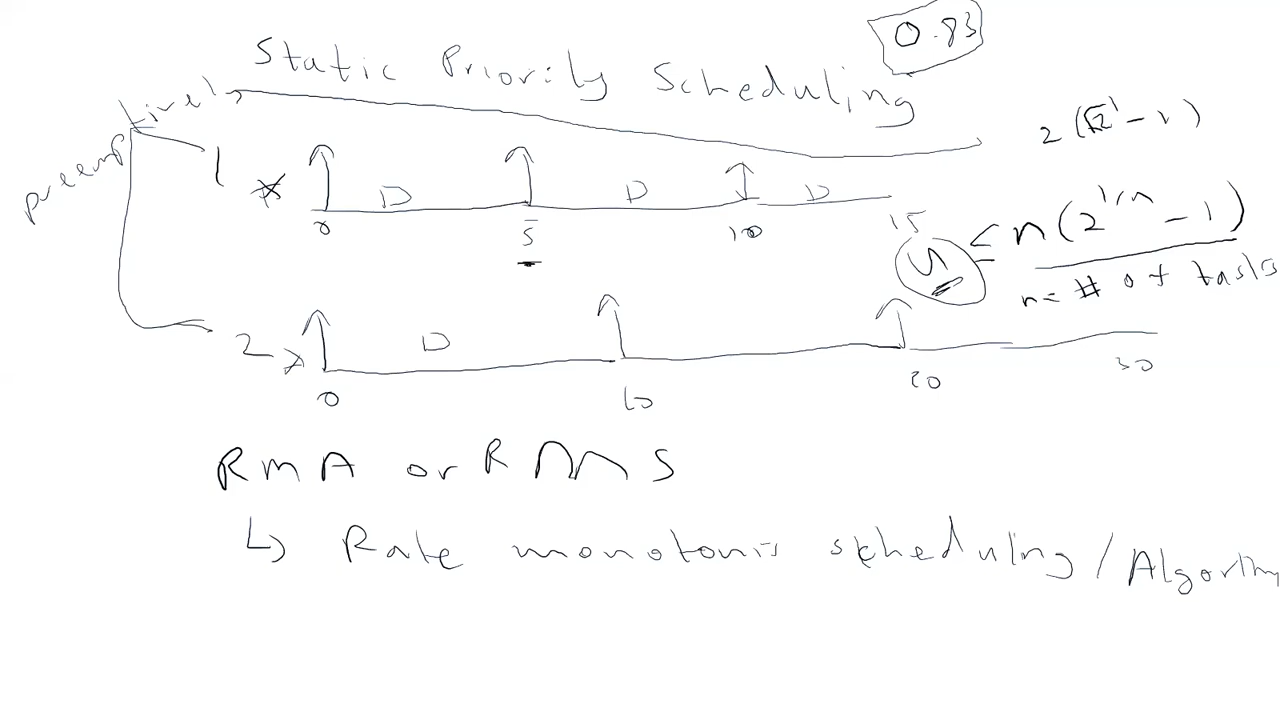 0.83
Static Priority Scheduling
preemptively
2(√2 - 1)
1 D D D
0 5 10 15
U ≤ n(2^1/n - 1)
n = # of tasks
2 D
0 10 20 30
RMA or RMS
↳ Rate monotonis scheduling / Algorithm